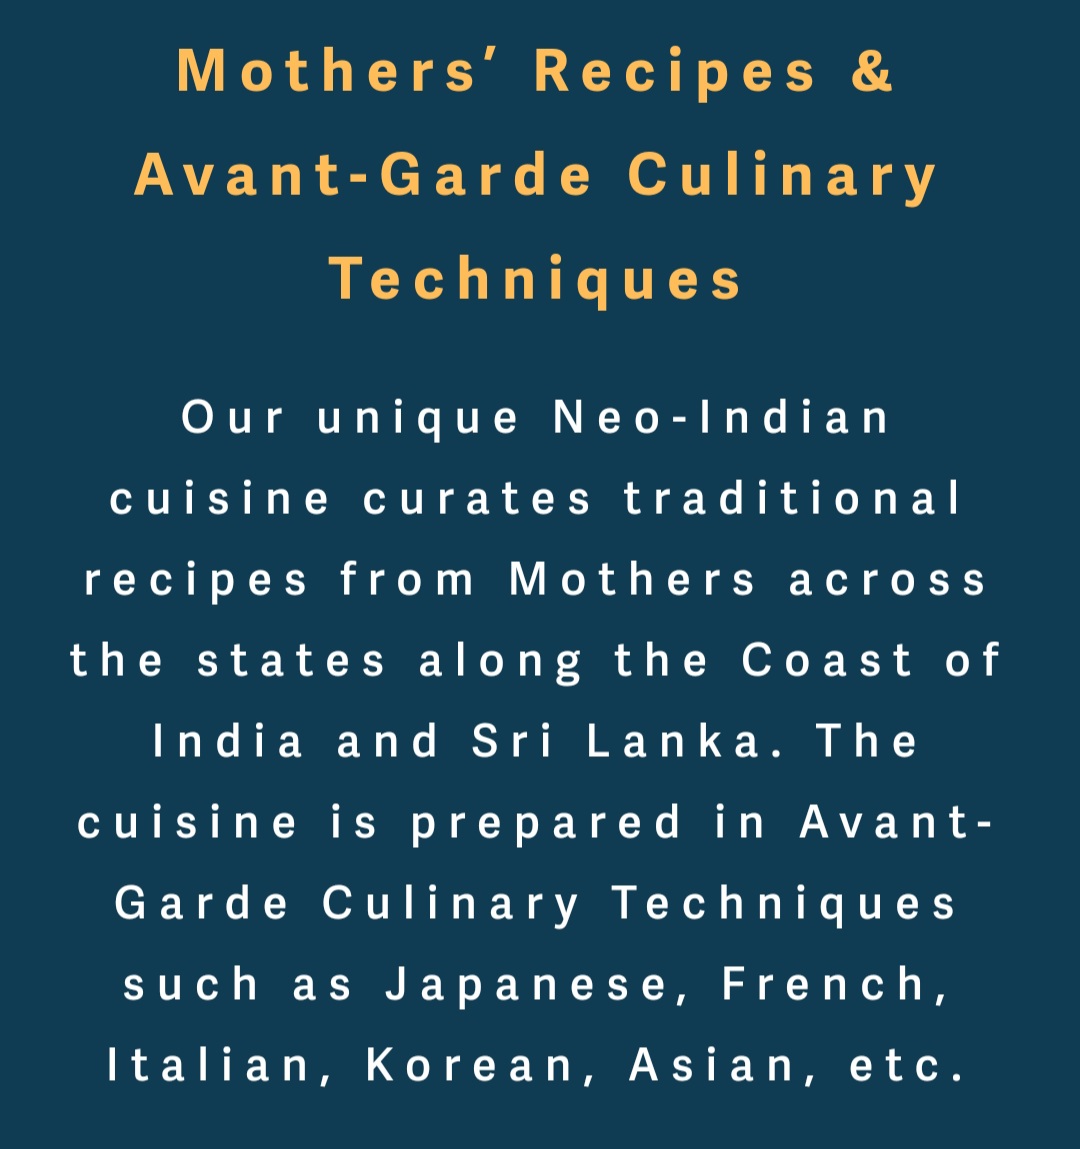 Mothers’ Recipes &
Avant-Garde Culinary
Techniques
Our unique Neo-Indian
cuisine curates traditional
recipes from Mothers across
the states along the Coast of
India and Sri Lanka. The
cuisine is prepared in Avant-
Garde Culinary Techniques
such as Japanese, French,
Italian, Korean, Asian, etc.